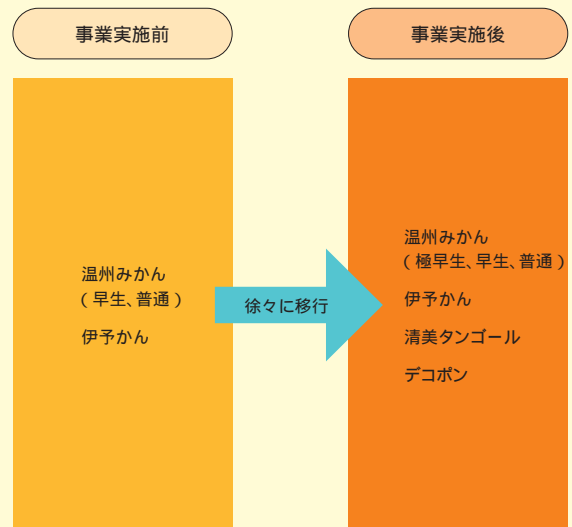 事業実施前
事業実施後
温州みかん
（早生、普通）
伊予かん
徐々に移行
温州みかん
（極早生、早生、普通）
伊予かん
清美タンゴール
デコポン